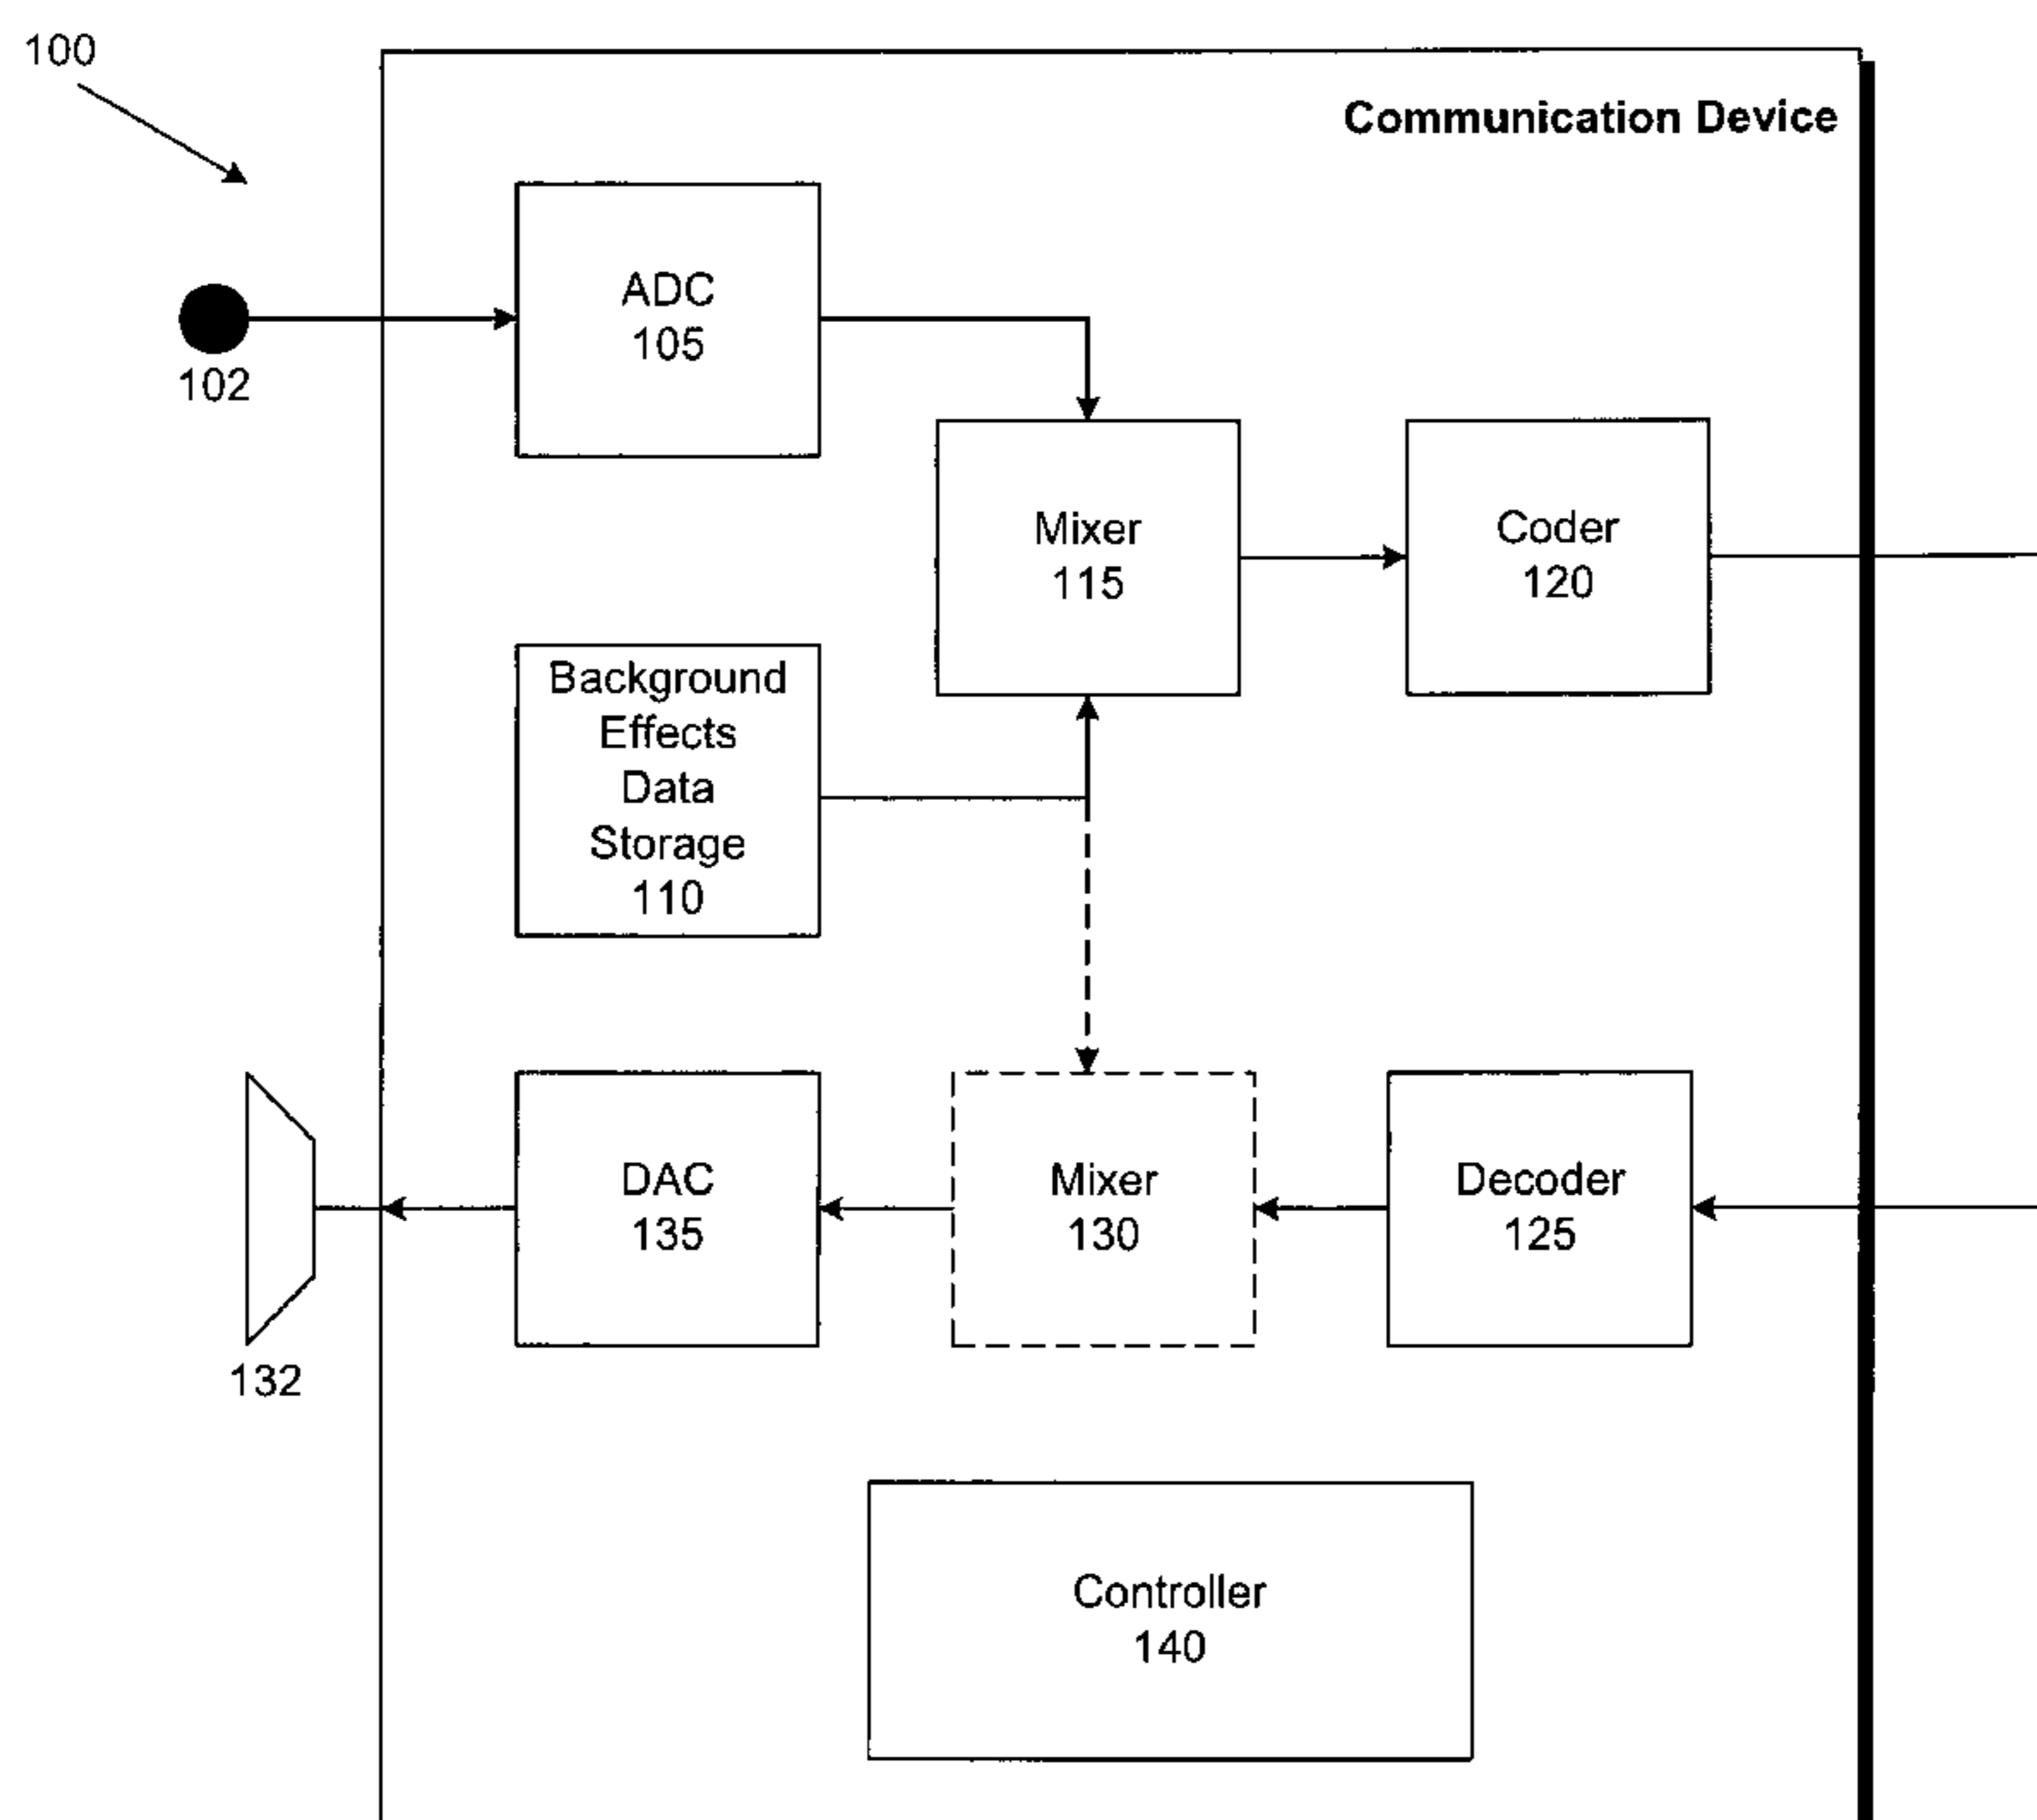 100
Communication Device
ADC
105
102
Mixer
115
Coder
120
Background
Effects
Data
Storage
110
DAC
135
Mixer
130
Decoder
125
132
Controller
140